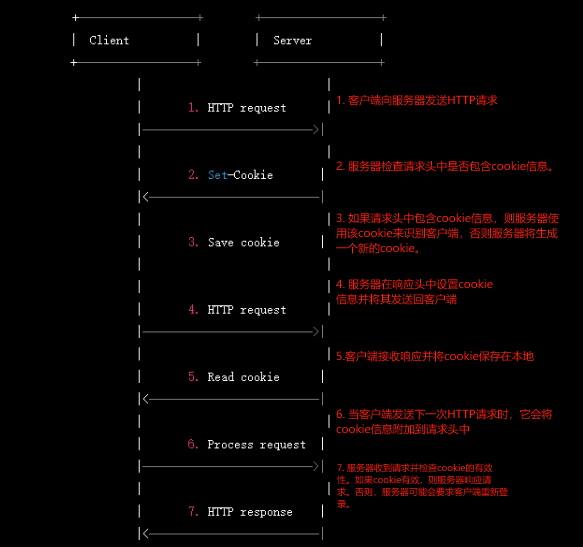 Client Server
1. HTTP request
1. 客户端向服务器发送HTTP请求
2. Set-Cookie
2. 服务器检查请求头中是否包含cookie信息。
3. Save cookie
3. 如果请求头中包含cookie信息，则服务器使
用该cookie来识别客户端，否则服务器将生成
一个新的cookie。
4. HTTP request
4. 服务器在响应头中设置cookie
信息并将其发送回客户端
5. Read cookie
5.客户端接收响应并将cookie保存在本地
6. Process request
6. 当客户端发送下一次HTTP请求时，它会将
cookie信息附加到请求头中
7. HTTP response
7. 服务器收到请求并检查cookie的有效
性。如果cookie有效，则服务器响应请
求。否则，服务器可能会要求客户端重新登
录。